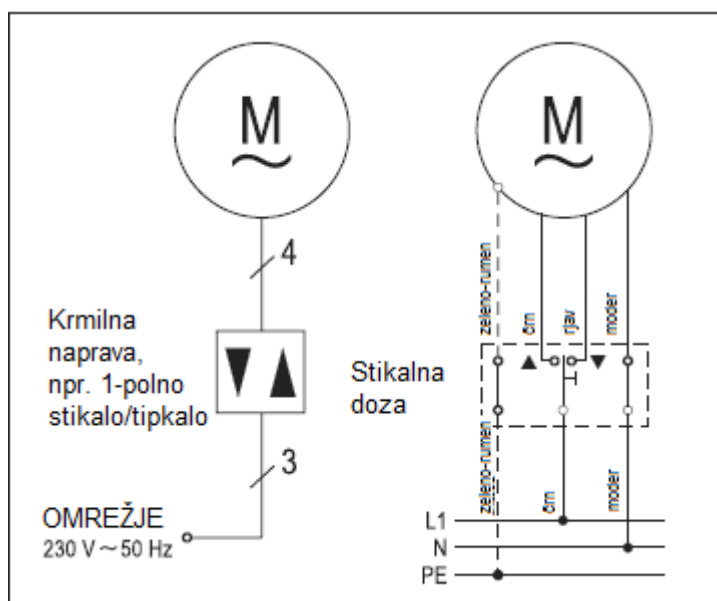 M
~
4
Krmilna
naprava,
npr. 1-polno
stikalo/tipkalo
3
OMREŽJE
230 V ~ 50 Hz
M
~
zeleno-rumen
črn
rjav
moder
Stikalna
doza
zeleno-rumen
črn
moder
L1
N
PE